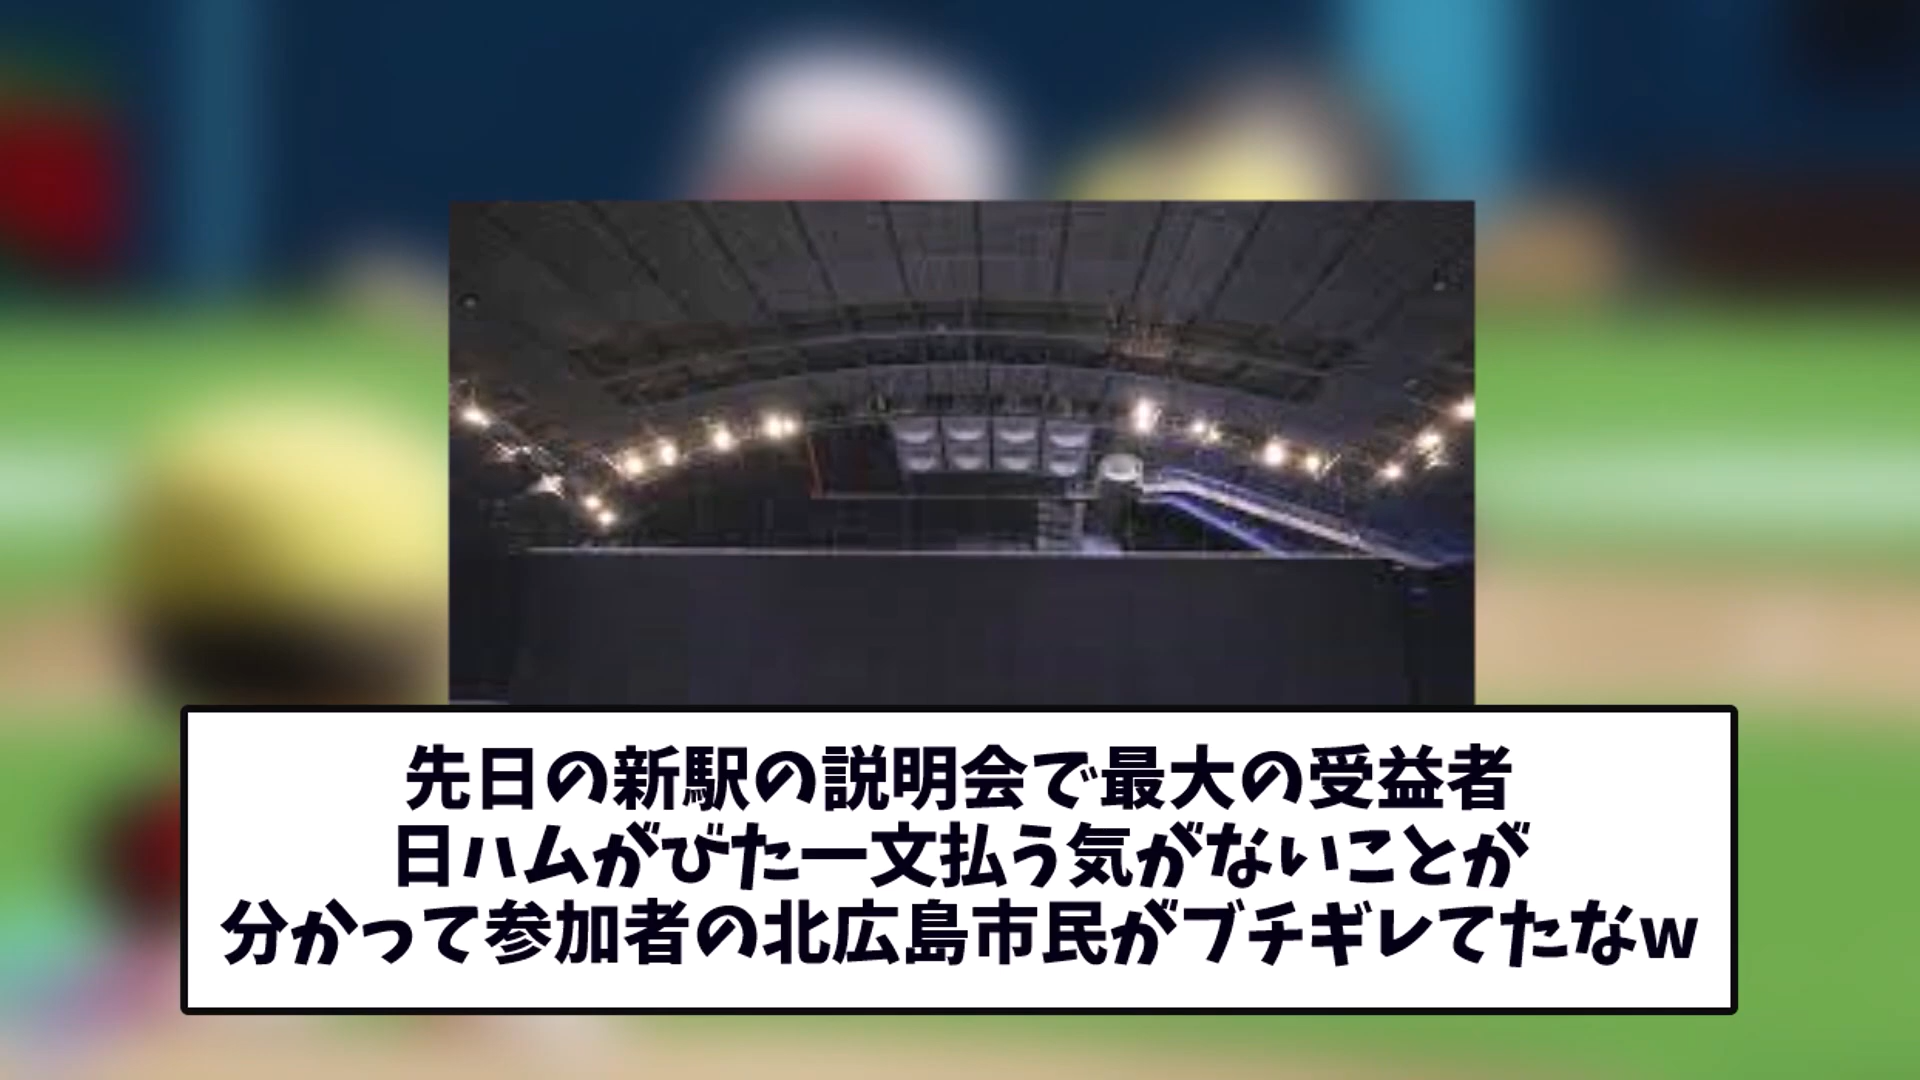 先日の新駅の説明会で最大の受益者
日ハムがびた一文払う気がないことが
分かって参加者の北広島市民がブチギレてたなw